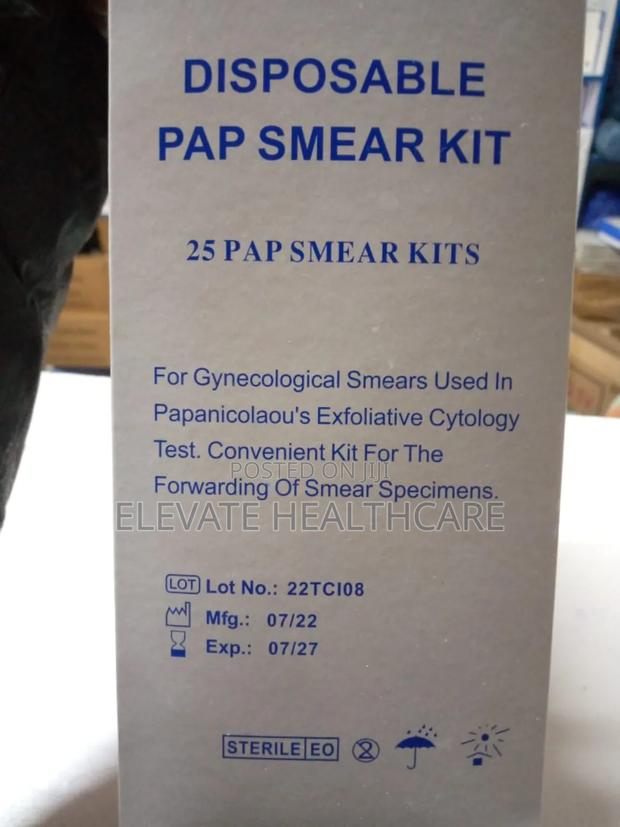 DISPOSABLE
PAP SMEAR KIT
25 PAP SMEAR KITS
For Gynecological Smears Used In
Papanicolaou's Exfoliative Cytology
Test. Convenient Kit For The
POSTED ON JIJI
Forwarding Of Smear Specimens.
ELEVATE HEALTHCARE
LOT Lot No.: 22TCI08
Mfg.: 07/22
Exp.: 07/27
STERILE EO 2